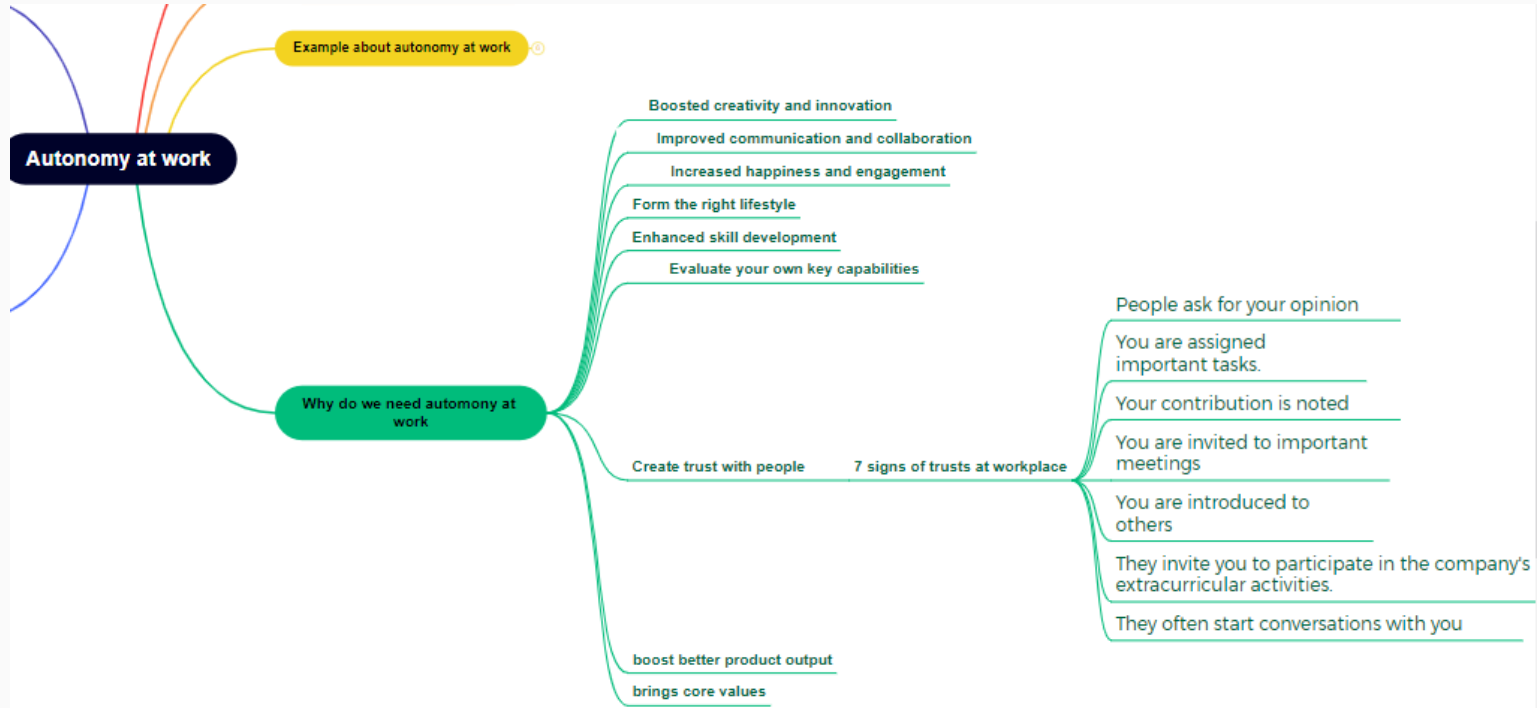 Example about autonomy at work
Autonomy at work
Boosted creativity and innovation
Improved communication and collaboration
Increased happiness and engagement
Form the right lifestyle
Enhanced skill development
Evaluate your own key capabilities
Why do we need automony at
work
Create trust with people
7 signs of trusts at workplace
People ask for your opinion
You are assigned
important tasks.
Your contribution is noted
You are invited to important
meetings
You are introduced to
others
They invite you to participate in the company's
extracurricular activities.
They often start conversations with you
boost better product output
brings core values